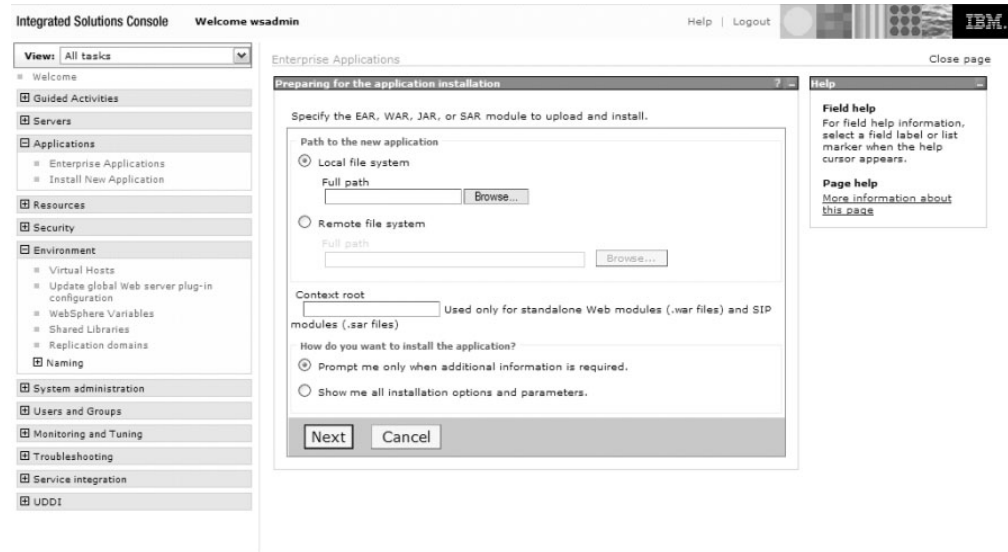 Integrated Solutions Console Welcome wsadmin Help | Logout IBM.
View: All tasks
Welcome
Guided Activities
Servers
Applications
Enterprise Applications
Install New Application
Resources
Security
Environment
Virtual Hosts
Update global Web server plug-in
configuration
WebSphere Variables
Shared Libraries
Replication domains
Naming
System administration
Users and Groups
Monitoring and Tuning
Troubleshooting
Service integration
UDDI
Enterprise Applications Close page
Preparing for the application installation ? -
Specify the EAR, WAR, JAR, or SAR module to upload and install.
Path to the new application
Local file system
Full path
Browse...
Remote file system
Full path
Browse...
Context root
Used only for standalone Web modules (.war files) and SIP
modules (.sar files)
How do you want to install the application?
Prompt me only when additional information is required.
Show me all installation options and parameters.
Next Cancel
Help -
Field help
For field help information,
select a field label or list
marker when the help
cursor appears.
Page help
More information about
this page